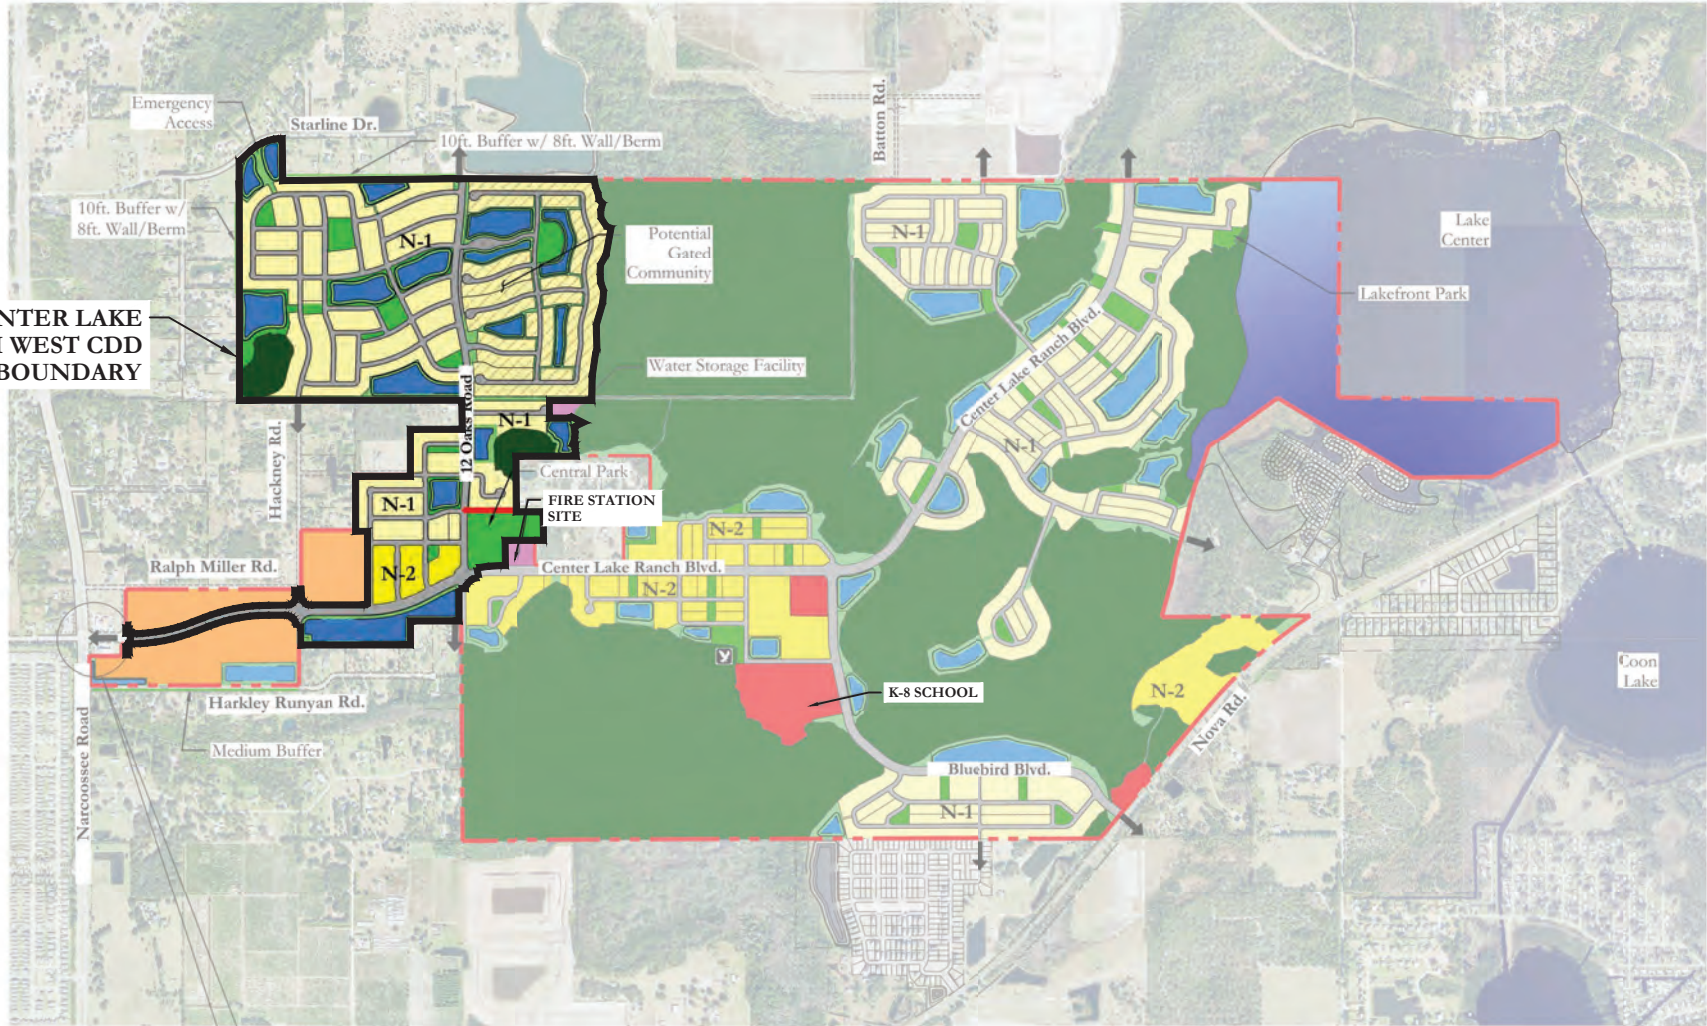 Emergency
Access
Starline Dr.
10ft. Buffer w/ 8ft. Wall/Berm
Batton Rd.
10ft. Buffer w/
8ft. Wall/Berm
N-1
Potential
Gated
Community
N-1
Lake
Center
Lakefront Park
NTER LAKE
WEST CDD
BOUNDARY
Water Storage Facility
Center Lake Ranch Blvd.
12 Oaks Road
N-1
Hackney Rd.
N-1
Central Park
FIRE STATION
SITE
N-1
N-2
Ralph Miller Rd.
N-2
Center Lake Ranch Blvd.
N-2
Coon
Lake
K-8 SCHOOL
N-2
Nova Rd.
Harkley Runyan Rd.
Medium Buffer
Narcoossee Road
Bluebird Blvd.
N-1